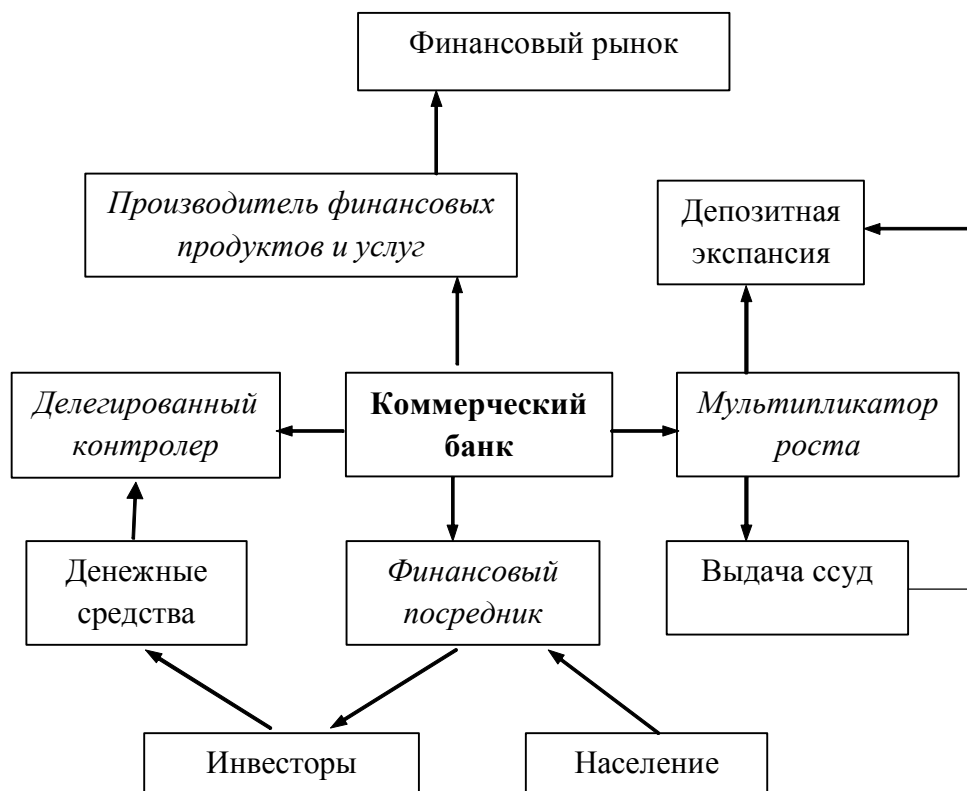 Финансовый рынок
Производитель финансовых
продуктов и услуг
Депозитная
экспансия
Делегированный
контролер
Коммерческий
банк
Мультипликатор
роста
Денежные
средства
Финансовый
посредник
Выдача ссуд
Инвесторы
Население